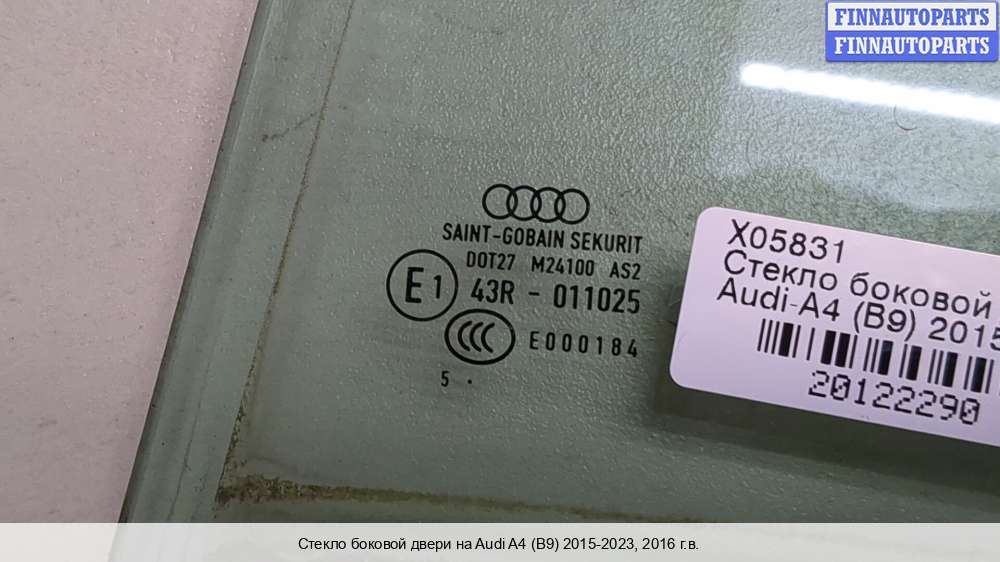 FINNAUTOPARTS
FINNAUTOPARTS
SAINT-GOBAIN SEKURIT
DOT27 M24100 AS2
E1 43R - 011025
CCC E000184
5 .
X05831
Стекло боковой
Audi-A4 (B9) 2015
20122290
Стекло боковой двери на Audi A4 (B9) 2015-2023, 2016 г.в.